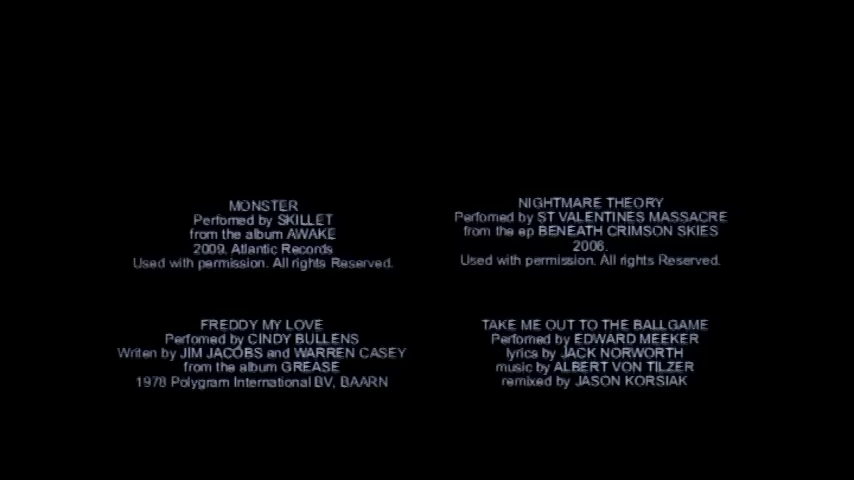 MONSTER
Perfomed by SKILLET
from the album AWAKE
2009. Atlantic Records
Used with permission. All rights Reserved.
NIGHTMARE THEORY
Perfomed by ST VALENTINES MASSACRE
from the ep BENEATH CRIMSON SKIES
2006.
Used with permission. All rights Reserved.
FREDDY MY LOVE
Perfomed by CINDY BULLENS
Writen by JIM JACOBS and WARREN CASEY
from the album GREASE
1978 Polygram International BV, BAARN
TAKE ME OUT TO THE BALLGAME
Perfomed by EDWARD MEEKER
lyrics by JACK NORWORTH
music by ALBERT VON TILZER
remixed by JASON KORSIAK